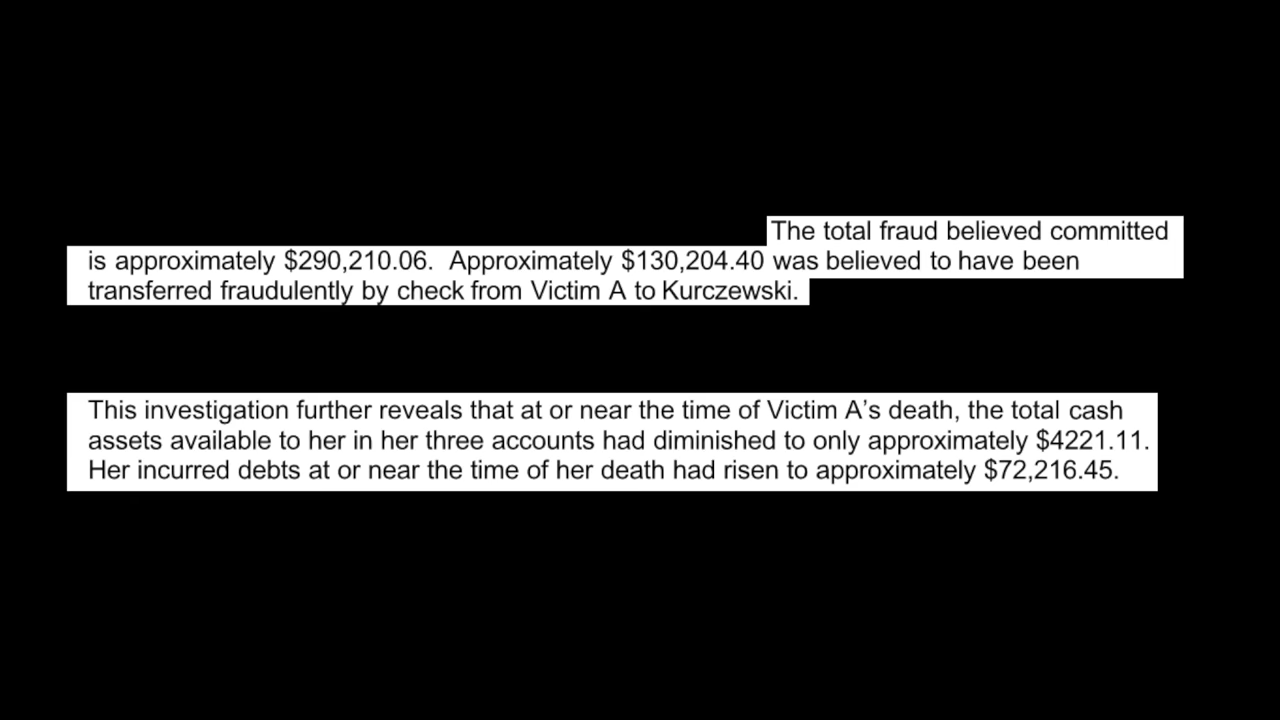 The total fraud believed committed
is approximately $290,210.06.  Approximately $130,204.40 was believed to have been
transferred fraudulently by check from Victim A to Kurczewski.
This investigation further reveals that at or near the time of Victim A’s death, the total cash
assets available to her in her three accounts had diminished to only approximately $4221.11.
Her incurred debts at or near the time of her death had risen to approximately $72,216.45.